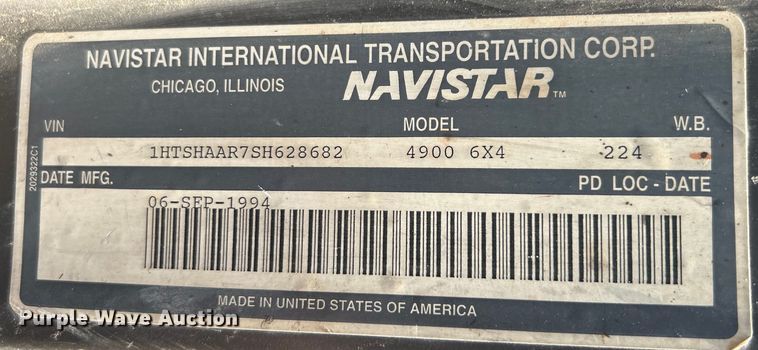 NAVISTAR INTERNATIONAL TRANSPORTATION CORP.
CHICAGO, ILLINOIS NAVISTAR TM
VIN MODEL W.B.
1HTSHAAR7SH628682 4900 6X4 224
2029322C1
DATE MFG. PD LOC - DATE
06-SEP-1994
MADE IN UNITED STATES OF AMERICA
Purple Wave Auction